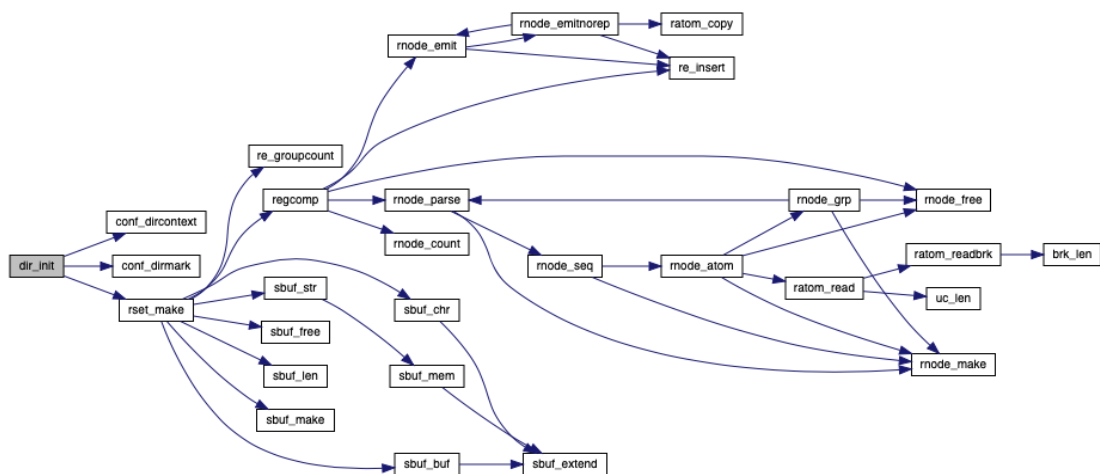 rnode_emitnorep
ratom_copy
rnode_emit
re_insert
re_groupcount
regcomp
rnode_parse
rnode_grp
rnode_free
conf_dircontext
rnode_count
ratom_readbrk
brk_len
dir_init
conf_dirmark
rnode_seq
rnode_atom
ratom_read
uc_len
rset_make
sbuf_str
sbuf_chr
sbuf_free
sbuf_len
sbuf_mem
rnode_make
sbuf_make
sbuf_buf
sbuf_extend